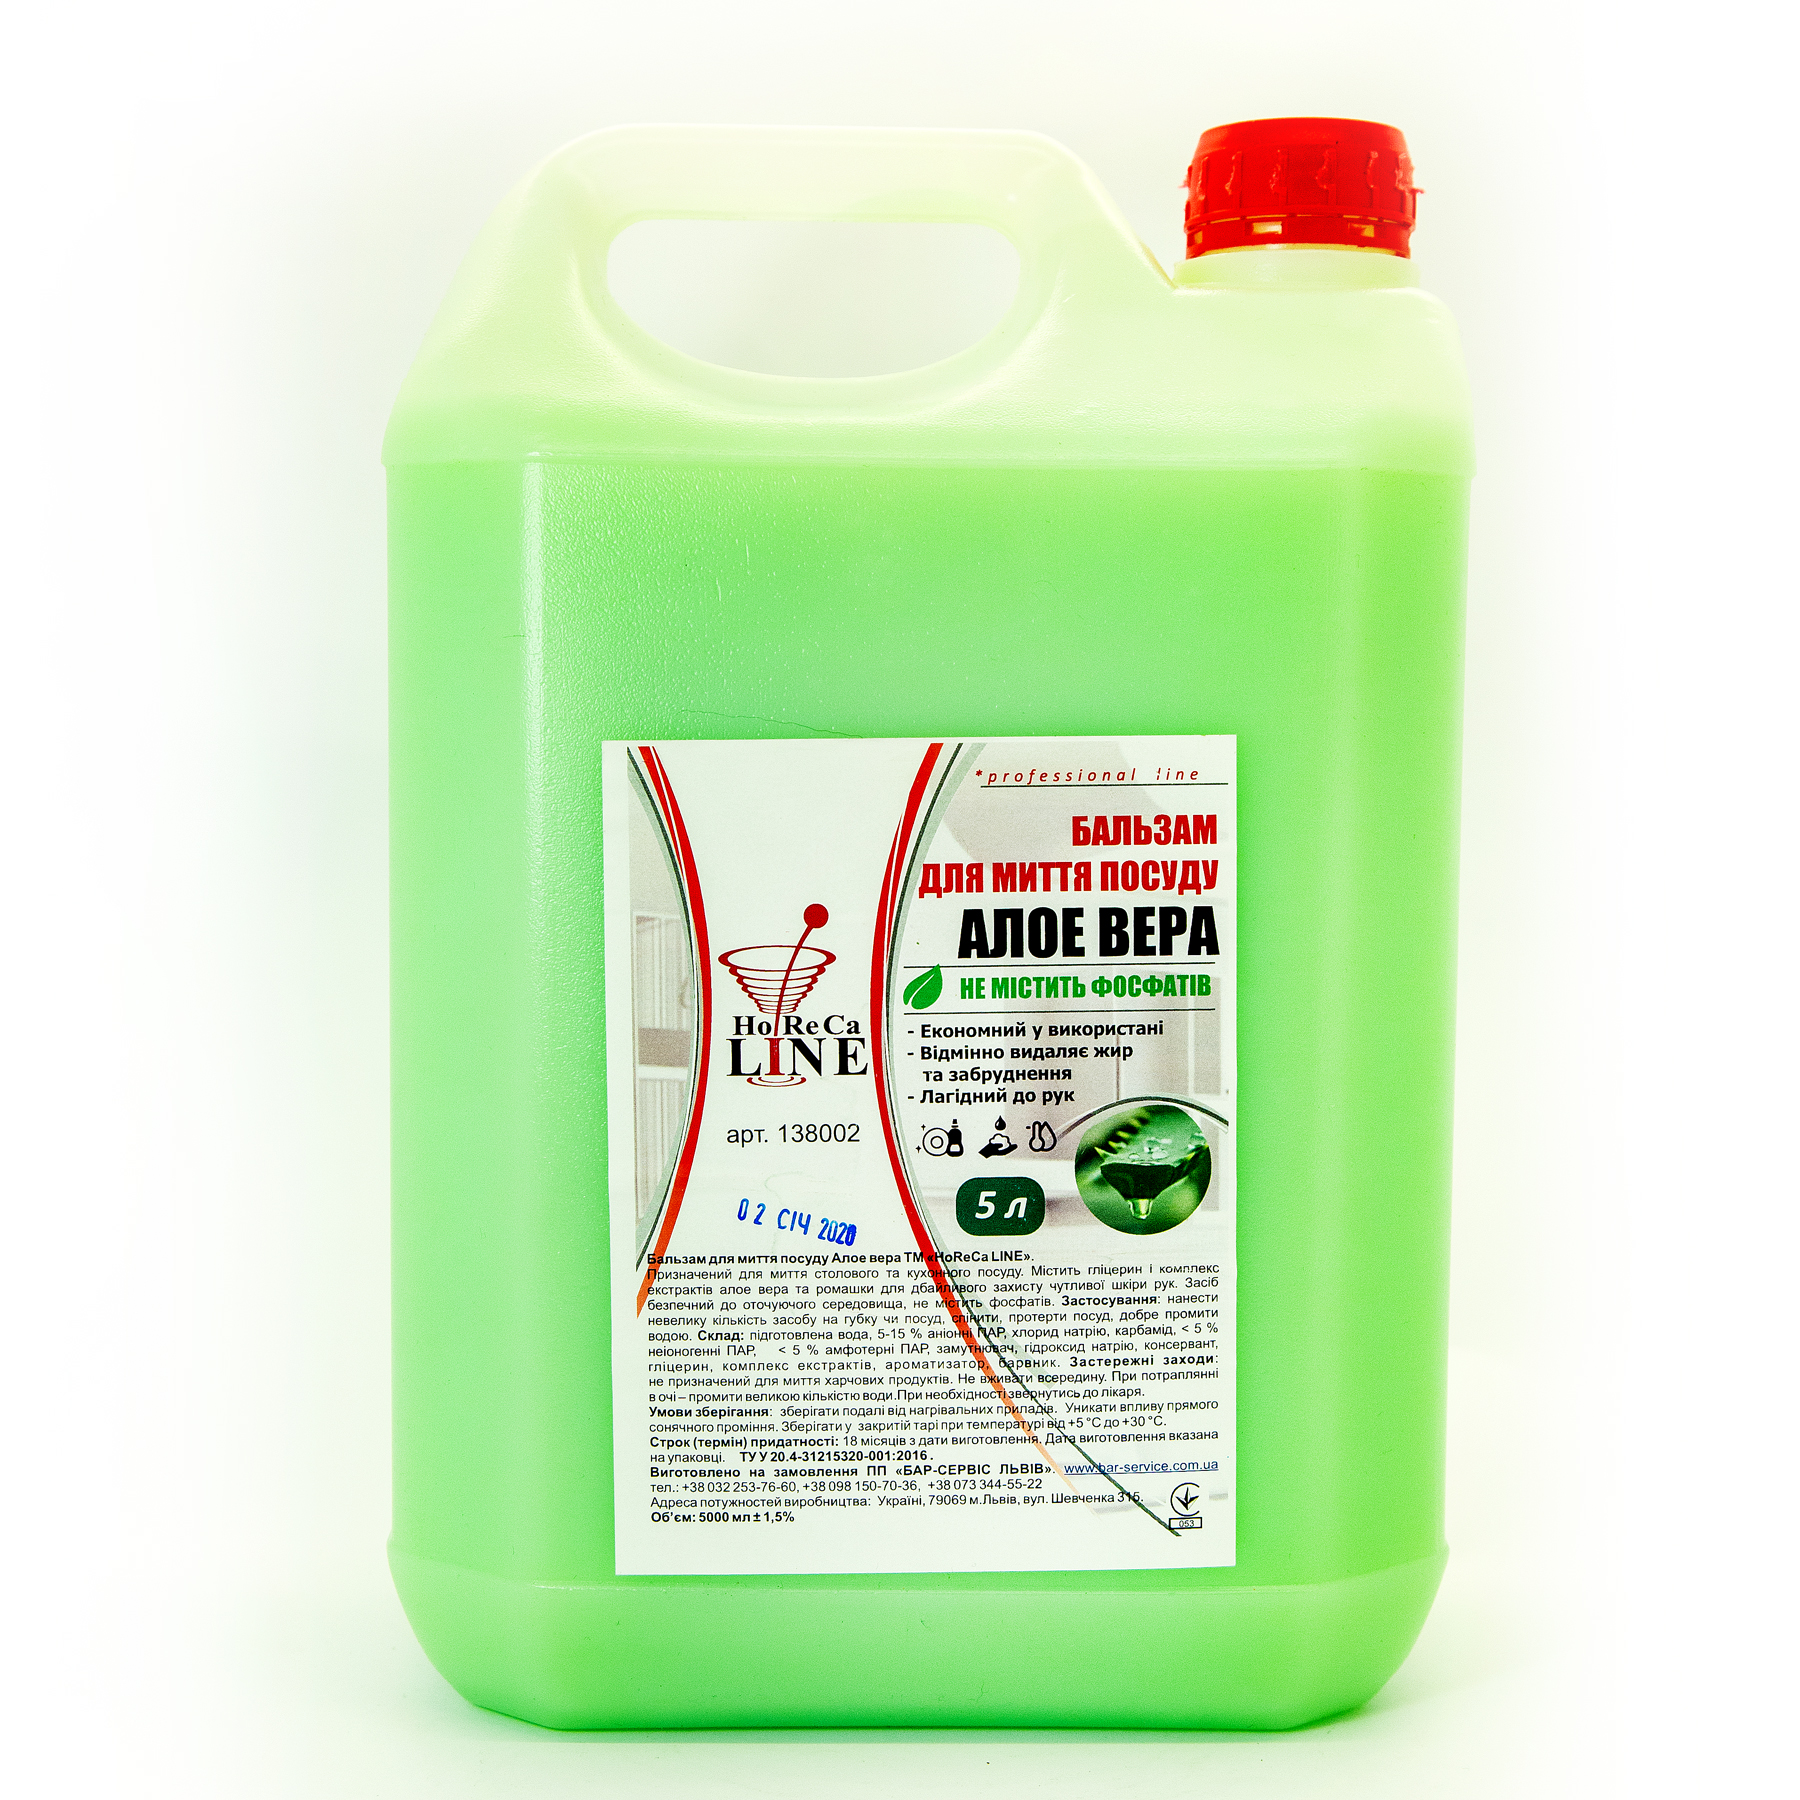 *professional line
БАЛЬЗАМ
ДЛЯ МИТТЯ ПОСУДУ
АЛОЕ ВЕРА
НЕ МІСТИТЬ ФОСФАТІВ
- Економний у використані
- Відмінно видаляє жир
та забруднення
- Лагідний до рук
5 л
HoReCa
LINE
арт. 138002
02 СІЧ 2020
Бальзам для миття посуду Алое вера ТМ «HoReCa LINE».
Призначений для миття столового та кухонного посуду. Містить гліцерин і комплекс
екстрактів алое вера та ромашки для дбайливого захисту чутливої шкіри рук. Засіб
безпечний до оточуючого середовища, не містить фосфатів. Застосування: нанести
невелику кількість засобу на губку чи посуд, спінити, протерти посуд, добре промити
водою. Склад: підготовлена вода, 5-15 % аніонні ПАР, хлорид натрію, карбамід, < 5 %
неіоногенні ПАР, < 5 % амфотерні ПАР, замутнювач, гідроксид натрію, консервант,
гліцерин, комплекс екстрактів, ароматизатор, барвник. Застережні заходи:
не призначений для миття харчових продуктів. Не вживати всередину. При потраплянні
в очі – промити великою кількістю води.При необхідності звернутись до лікаря.
Умови зберігання: зберігати подалі від нагрівальних приладів. Уникати впливу прямого
сонячного проміння. Зберігати у закритій тарі при температурі від +5 °С до +30 °С.
Строк (термін) придатності: 18 місяців з дати виготовлення. Дата виготовлення вказана
на упаковці. ТУ У 20.4-31215320-001:2016.
Виготовлено на замовлення ПП «БАР-СЕРВІС ЛЬВІВ». www.bar-service.com.ua
тел.: +38 032 253-76-60, +38 098 150-70-36, +38 073 344-55-22
Адреса потужностей виробництва: Україні, 79069 м.Львів, вул. Шевченка 315.
Об’єм: 5000 мл ± 1,5%
053